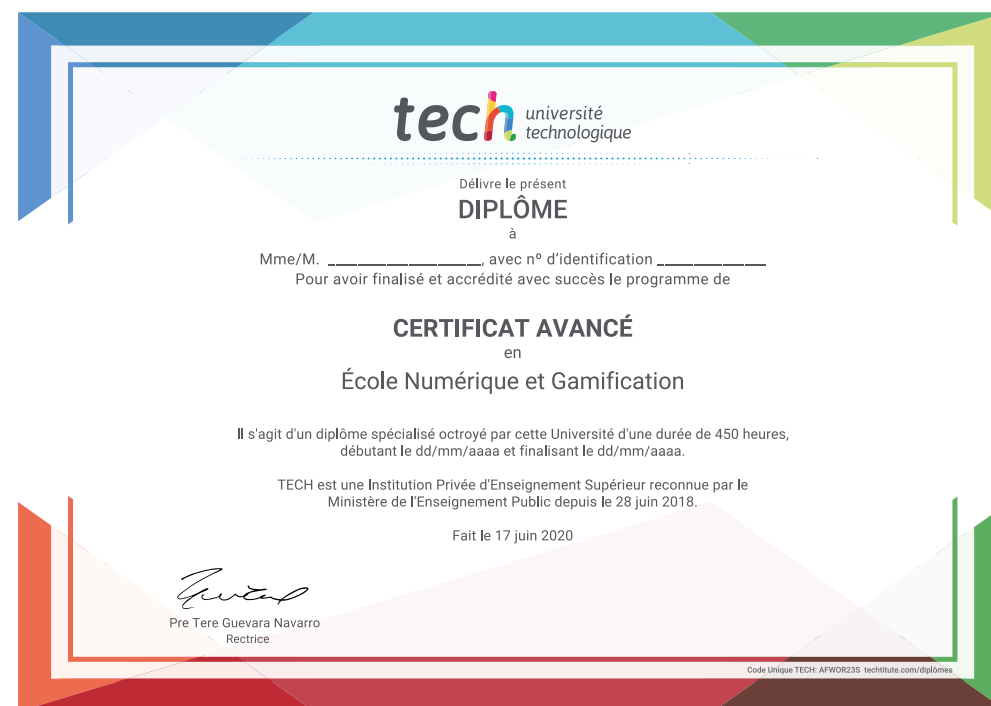 tech université
technologique
Délivre le présent
DIPLÔME
à
Mme/M. ____________________, avec nº d'identification ______________
Pour avoir finalisé et accrédité avec succès le programme de
CERTIFICAT AVANCÉ
en
École Numérique et Gamification
Il s'agit d'un diplôme spécialisé octroyé par cette Université d'une durée de 450 heures,
débutant le dd/mm/aaaa et finalisant le dd/mm/aaaa.
TECH est une Institution Privée d'Enseignement Supérieur reconnue par le
Ministère de l'Enseignement Public depuis le 28 juin 2018.
Fait le 17 juin 2020
Pre Tere Guevara Navarro
Rectrice
Code Unique TECH: AFWOR23S techtitute.com/diplômes